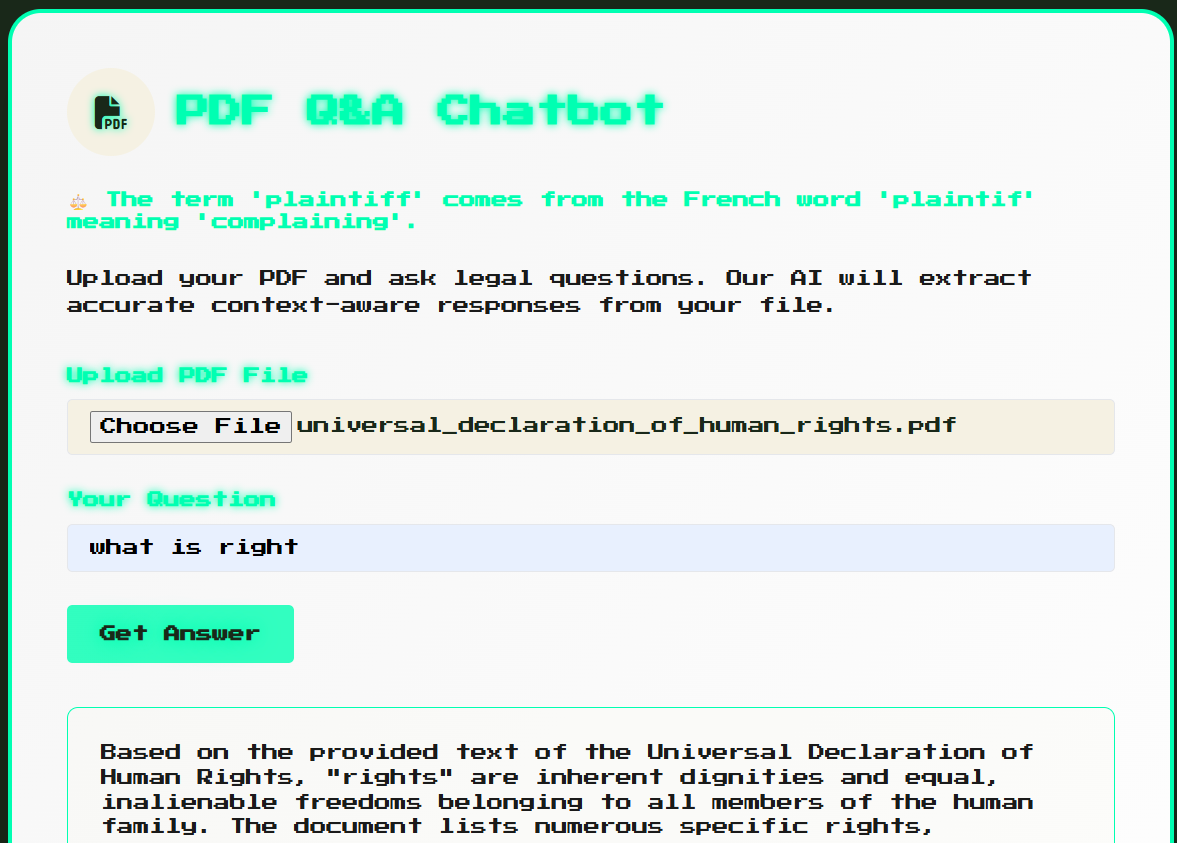 PDF
PDF Q&A Chatbot
⚖️ The term 'plaintiff' comes from the French word 'plaintif'
meaning 'complaining'.
Upload your PDF and ask legal questions. Our AI will extract
accurate context-aware responses from your file.
Upload PDF File
Choose File universal_declaration_of_human_rights.pdf
Your Question
what is right
Get Answer
Based on the provided text of the Universal Declaration of
Human Rights, "rights" are inherent dignities and equal,
inalienable freedoms belonging to all members of the human
family. The document lists numerous specific rights,